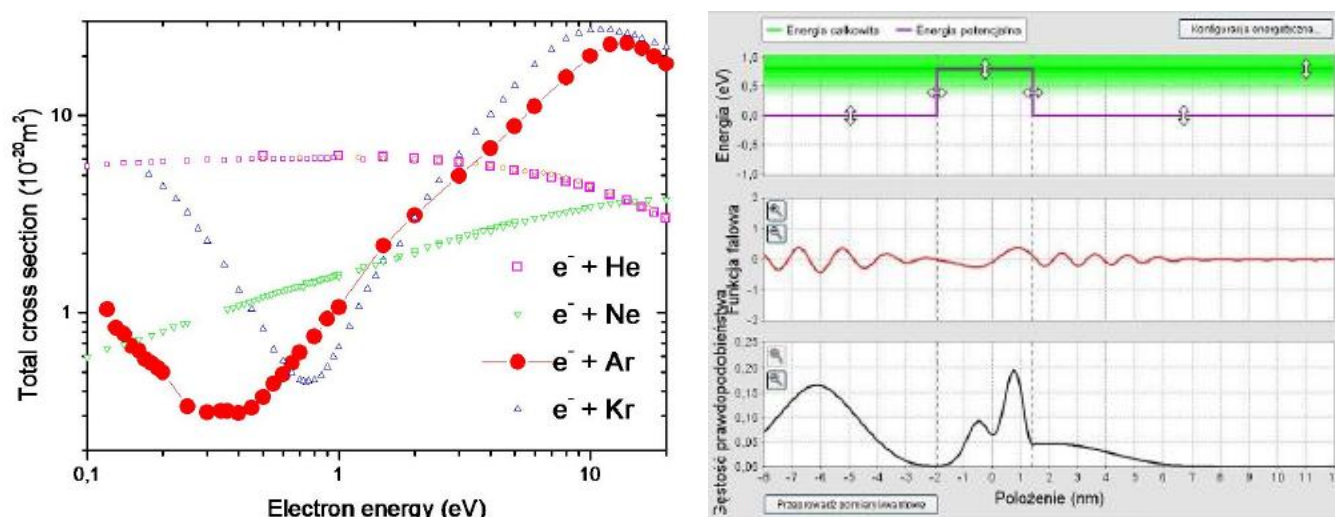 Total cross section (10⁻²⁰m²)
10
1
0,1
1
10
Electron energy (eV)
e⁻ + He
e⁻ + Ne
e⁻ + Ar
e⁻ + Kr
Energia całkowita
Energia potencjalna
Konfiguracja energetyczna...
Energia (eV)
1,0
0,5
0,0
-0,5
-1,0
Funkcja falowa
2
1
0
-1
-2
Gęstość prawdopodobieństwa
0,20
0,15
0,10
0,05
0,00
-8 -7 -6 -5 -4 -3 -2 -1 0 1 2 3 4 5 6 7 8 9 10 11 12
Położenie (nm)
Przeprowadź pomiar kwantowy